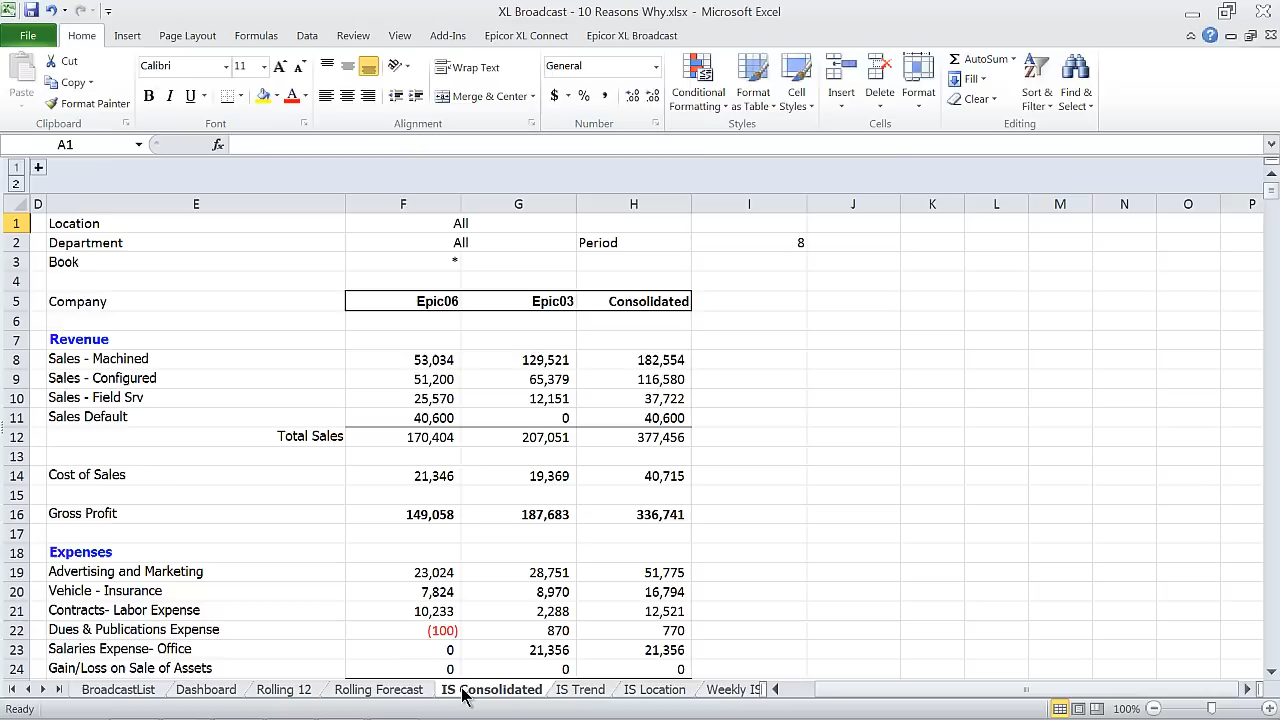 XL Broadcast - 10 Reasons Why.xlsx - Microsoft Excel
File Home Insert Page Layout Formulas Data Review View Add-Ins Epicor XL Connect Epicor XL Broadcast
Paste Cut Copy Format Painter Clipboard
Calibri 11 B I U A Font
Wrap Text Merge & Center Alignment
General $ % , Number
Conditional Formatting Format as Table Cell Styles Styles
Insert Delete Format Cells
AutoSum Fill Clear Sort & Filter Find & Select Editing
A1 fx
1
2
D E F G H I J K L M N O P
1 Location All
2 Department All Period 8
3 Book *
4
5 Company Epic06 Epic03 Consolidated
6
7 Revenue
8 Sales - Machined 53,034 129,521 182,554
9 Sales - Configured 51,200 65,379 116,580
10 Sales - Field Srv 25,570 12,151 37,722
11 Sales Default 40,600 0 40,600
12 Total Sales 170,404 207,051 377,456
13
14 Cost of Sales 21,346 19,369 40,715
15
16 Gross Profit 149,058 187,683 336,741
17
18 Expenses
19 Advertising and Marketing 23,024 28,751 51,775
20 Vehicle - Insurance 7,824 8,970 16,794
21 Contracts- Labor Expense 10,233 2,288 12,521
22 Dues & Publications Expense (100) 870 770
23 Salaries Expense- Office 0 21,356 21,356
24 Gain/Loss on Sale of Assets 0 0 0
BroadcastList Dashboard Rolling 12 Rolling Forecast IS Consolidated IS Trend IS Location Weekly IS
Ready 100%